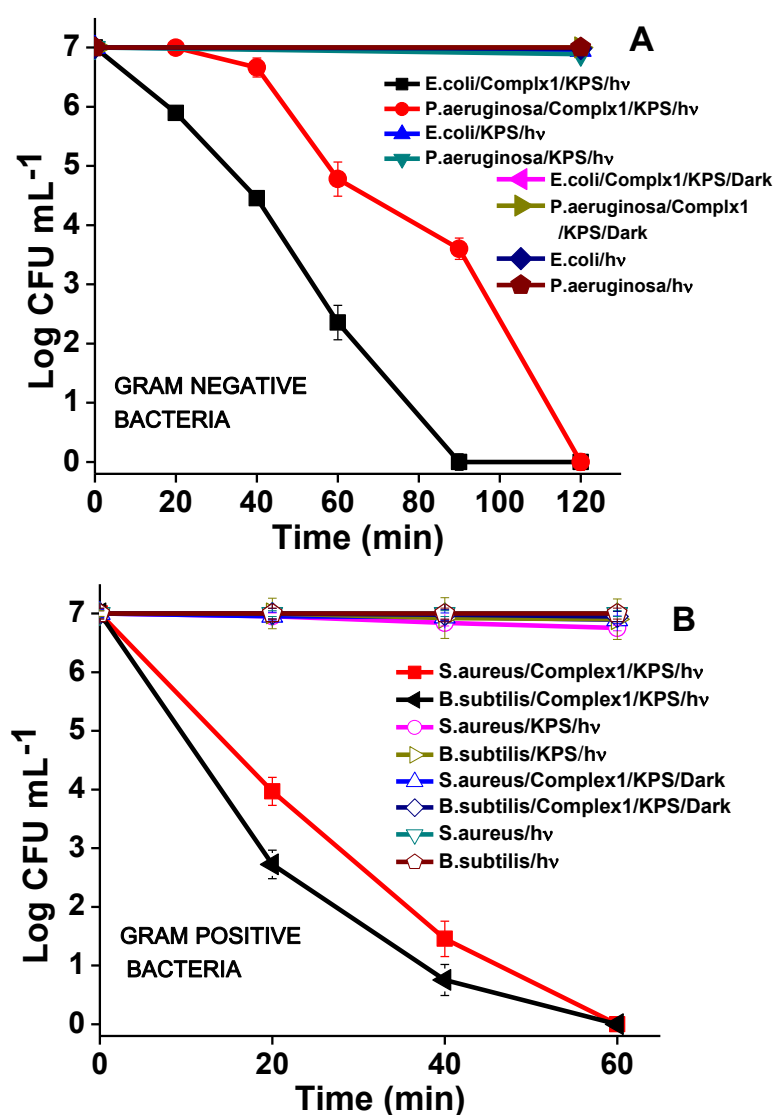 A
7
6
5
4
3
2
1
0
Log CFU mL-1
E.coli/Complx1/KPS/hν
P.aeruginosa/Complx1/KPS/hν
E.coli/KPS/hν
P.aeruginosa/KPS/hν
E.coli/Complx1/KPS/Dark
P.aeruginosa/Complx1
/KPS/Dark
E.coli/hν
P.aeruginosa/hν
GRAM NEGATIVE
BACTERIA
0 20 40 60 80 100 120
Time (min)
B
7
6
5
4
3
2
1
0
Log CFU mL-1
S.aureus/Complex1/KPS/hν
B.subtilis/Complex1/KPS/hν
S.aureus/KPS/hν
B.subtilis/KPS/hν
S.aureus/Complex1/KPS/Dark
B.subtilis/Complex1/KPS/Dark
S.aureus/hν
B.subtilis/hν
GRAM POSITIVE
BACTERIA
0 20 40 60
Time (min)